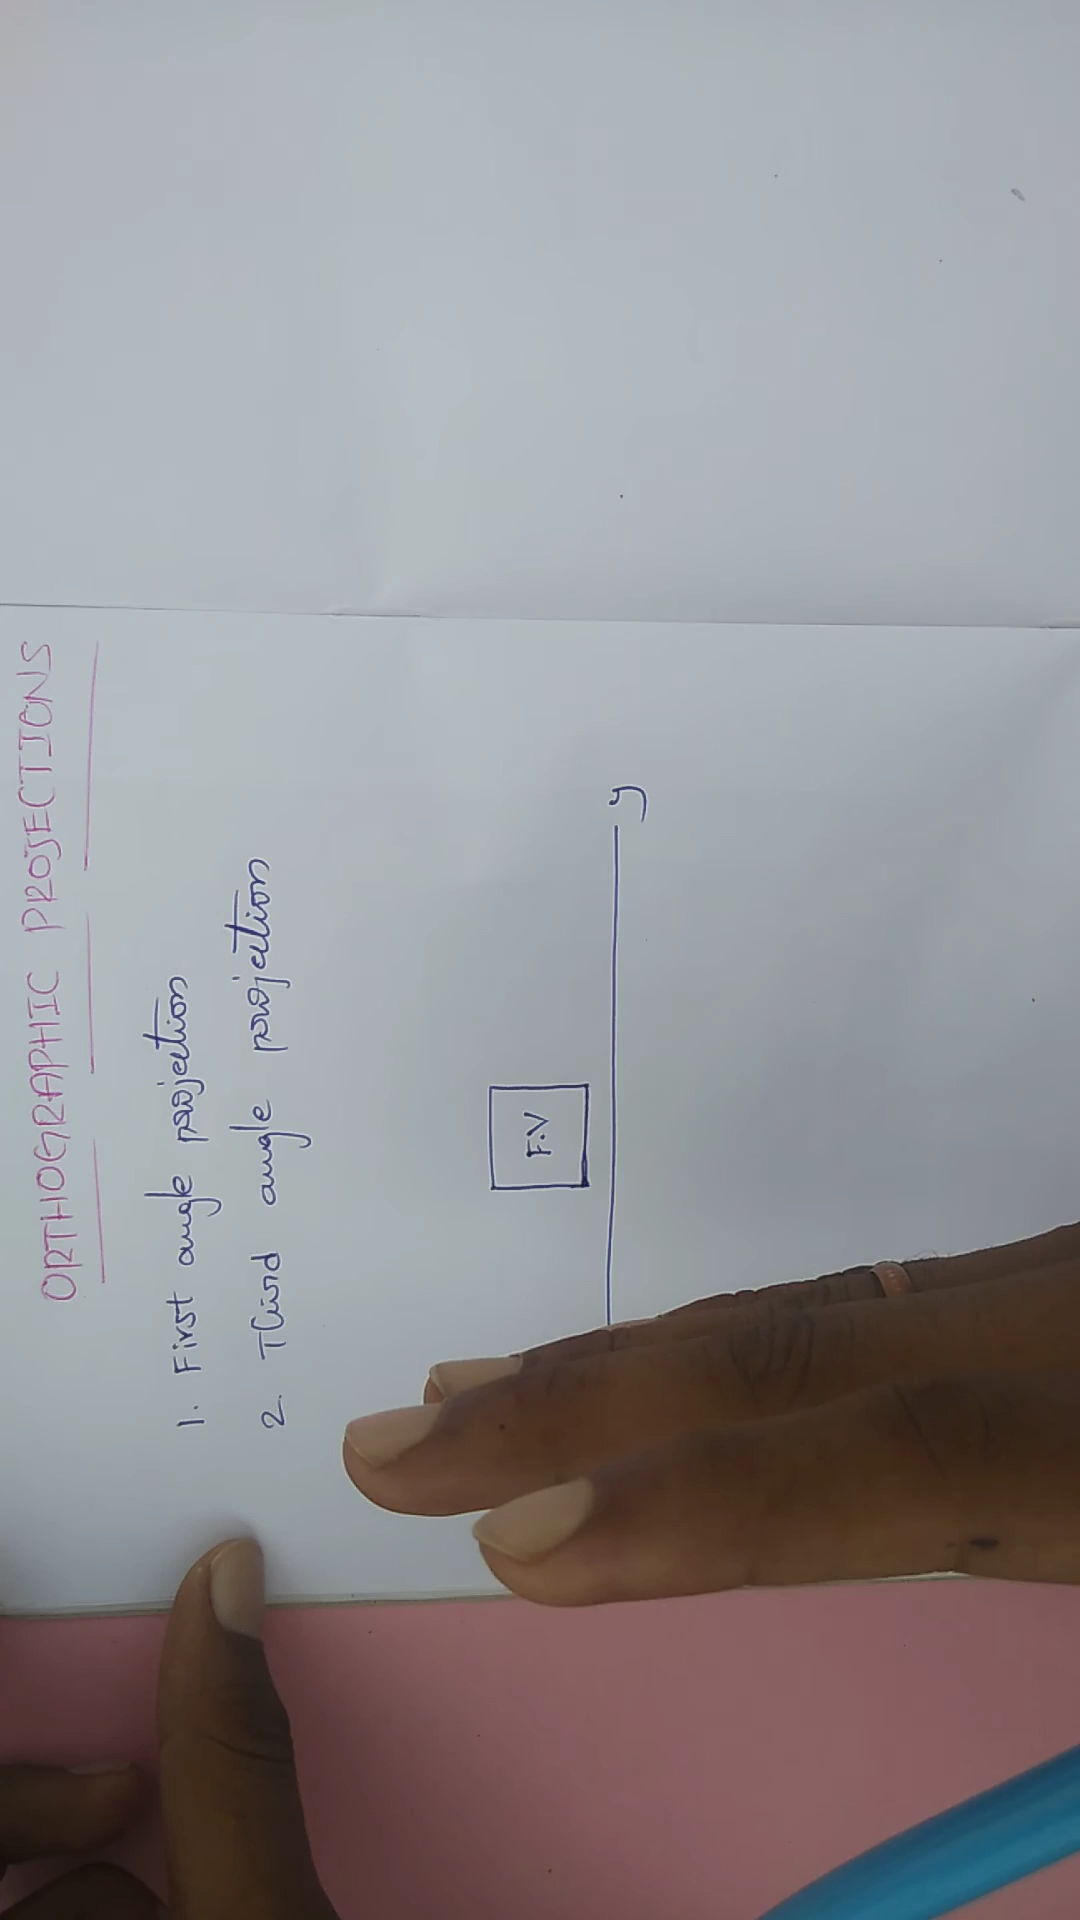 ORTHOGRAPHIC PROJECTIONS
1. First angle projection
2. Third angle projection
F.V
y